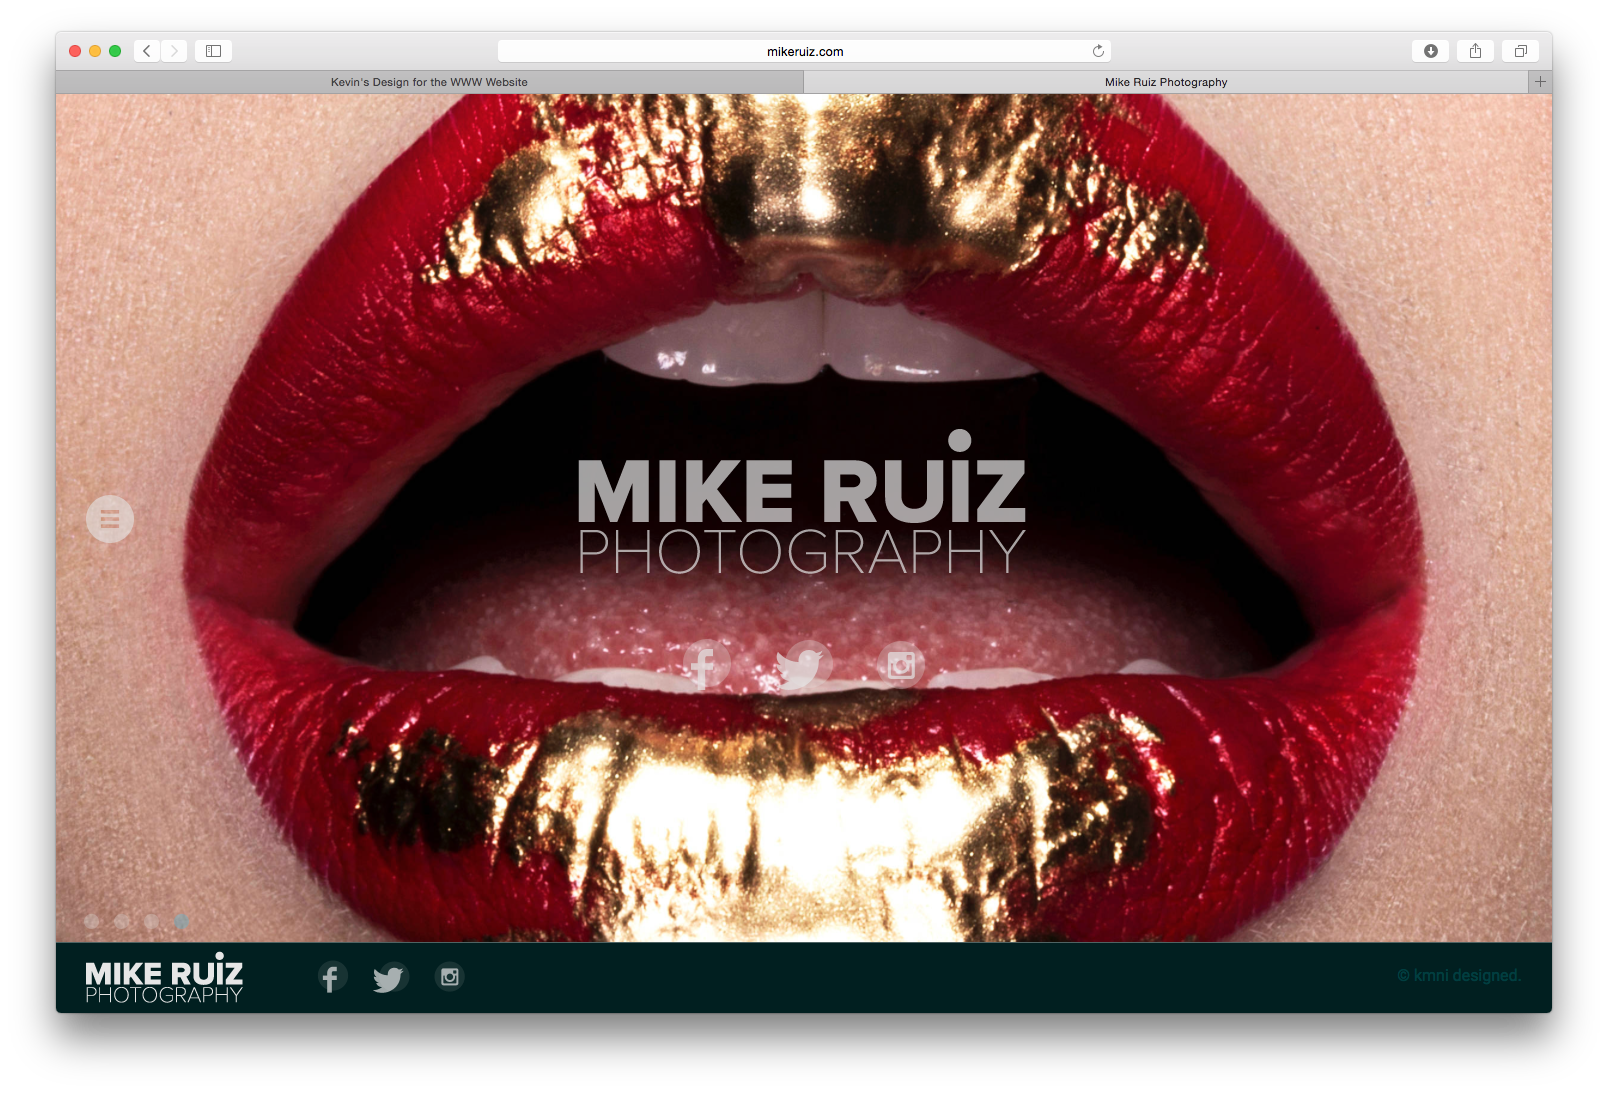 mikeruiz.com
Kevin's Design for the WWW Website
Mike Ruiz Photography
MIKE RUiZ
PHOTOGRAPHY
MIKE RUiZ
PHOTOGRAPHY
© kmni designed.